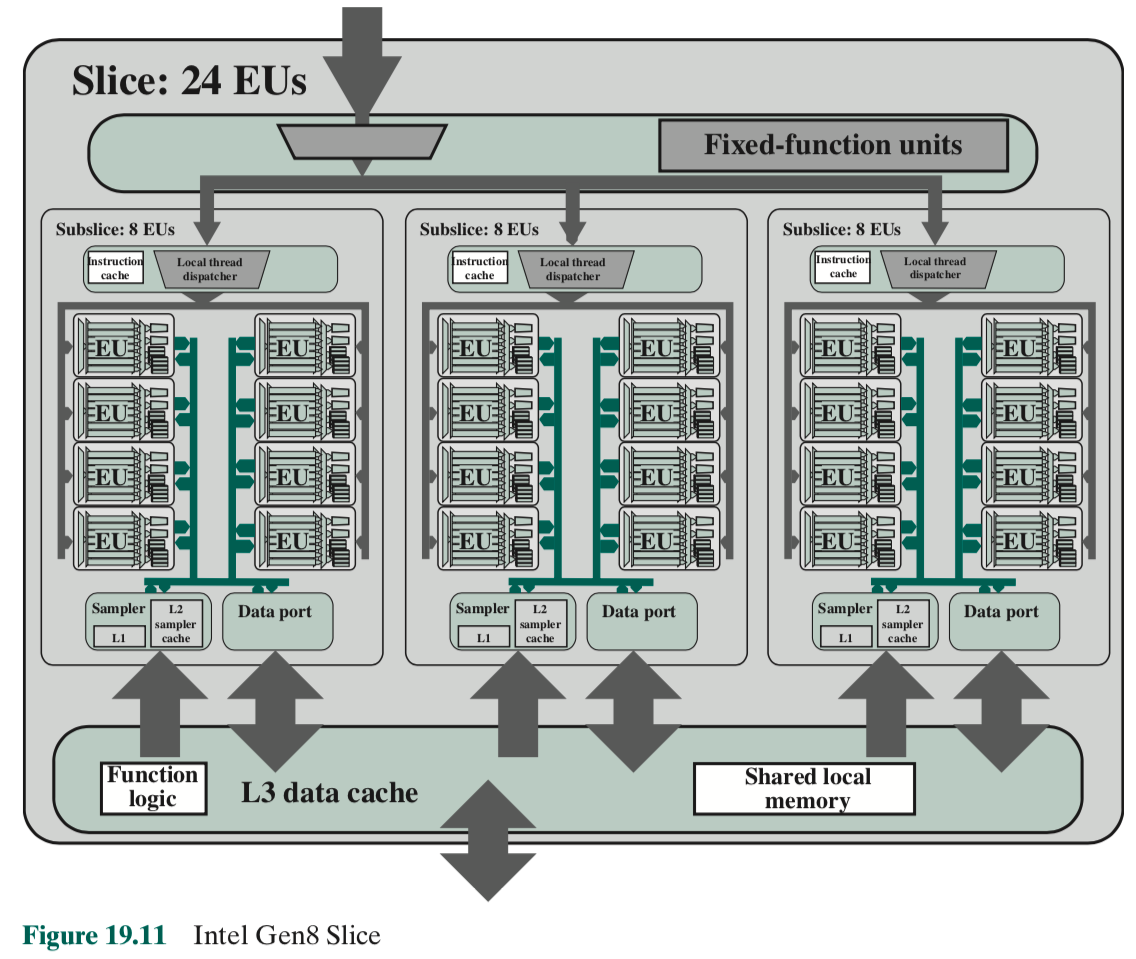 Slice: 24 EUs
Fixed-function units
Subslice: 8 EUs
Instruction
cache
Local thread
dispatcher
EU
EU
EU
EU
EU
EU
EU
EU
Sampler
L1
L2
sampler
cache
Data port
Subslice: 8 EUs
Instruction
cache
Local thread
dispatcher
EU
EU
EU
EU
EU
EU
EU
EU
Sampler
L1
L2
sampler
cache
Data port
Subslice: 8 EUs
Instruction
cache
Local thread
dispatcher
EU
EU
EU
EU
EU
EU
EU
EU
Sampler
L1
L2
sampler
cache
Data port
Function
logic
L3 data cache
Shared local
memory
Figure 19.11 Intel Gen8 Slice